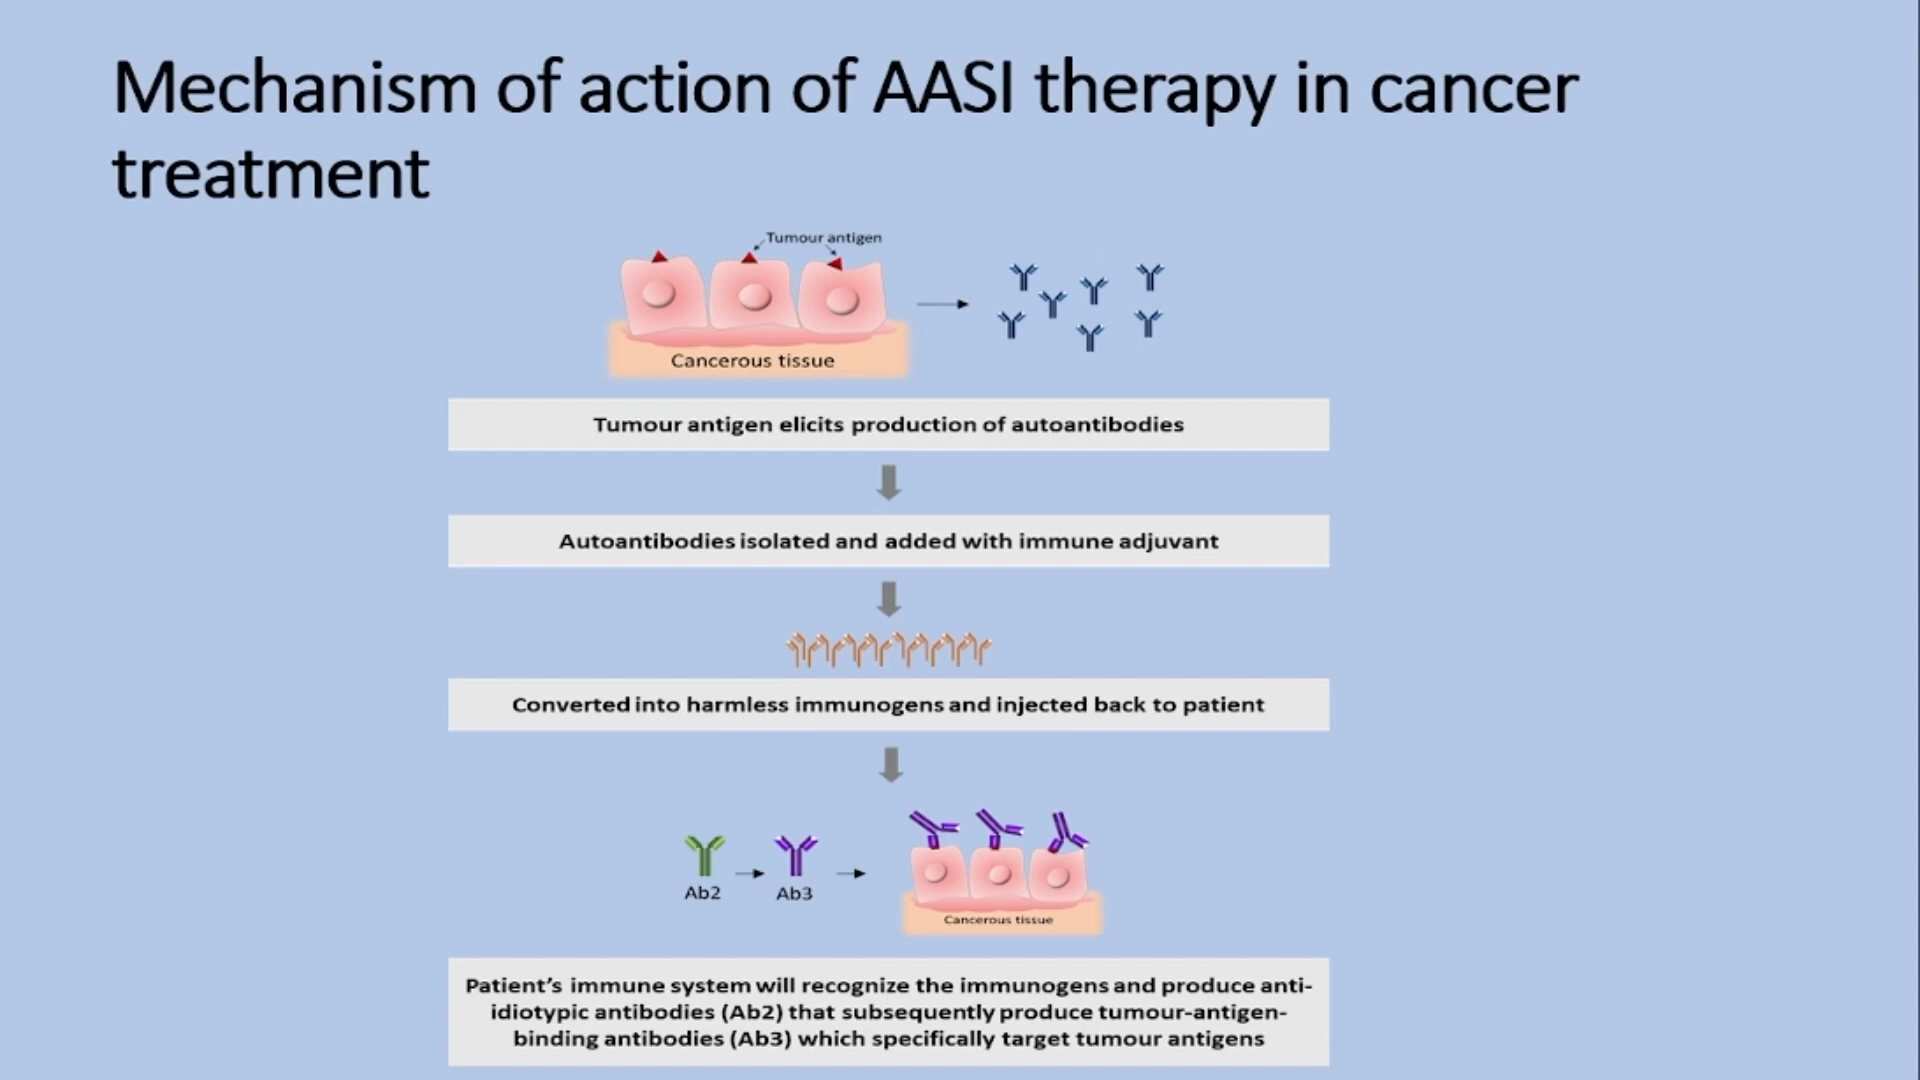 Mechanism of action of AASI therapy in cancer
treatment
Tumour antigen
Cancerous tissue
Tumour antigen elicits production of autoantibodies
Autoantibodies isolated and added with immune adjuvant
Converted into harmless immunogens and injected back to patient
Ab2
Ab3
Cancerous tissue
Patient's immune system will recognize the immunogens and produce anti-
idiotypic antibodies (Ab2) that subsequently produce tumour-antigen-
binding antibodies (Ab3) which specifically target tumour antigens